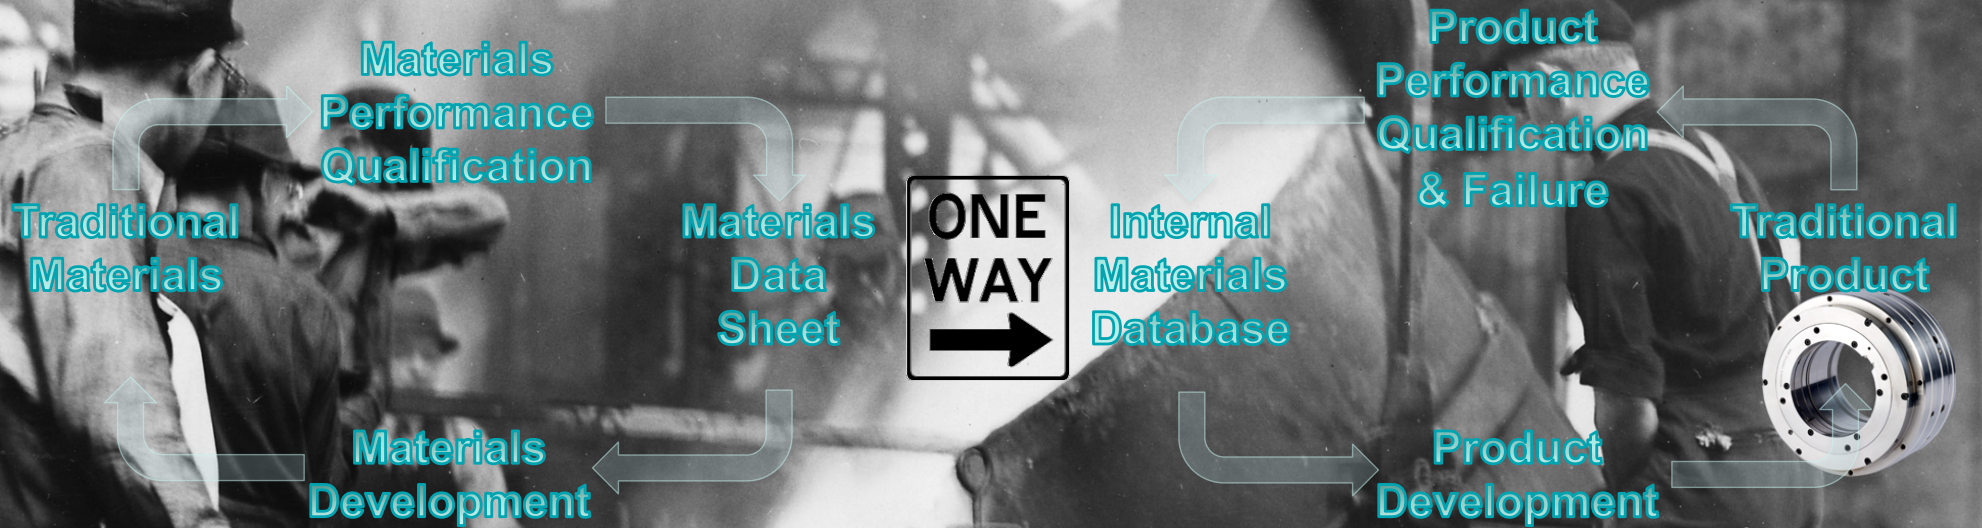 Materials
Performance
Qualification
Traditional
Materials
Materials
Data
Sheet
Materials
Development
ONE
WAY
Product
Performance
Qualification
& Failure
Internal
Materials
Database
Traditional
Product
Product
Development